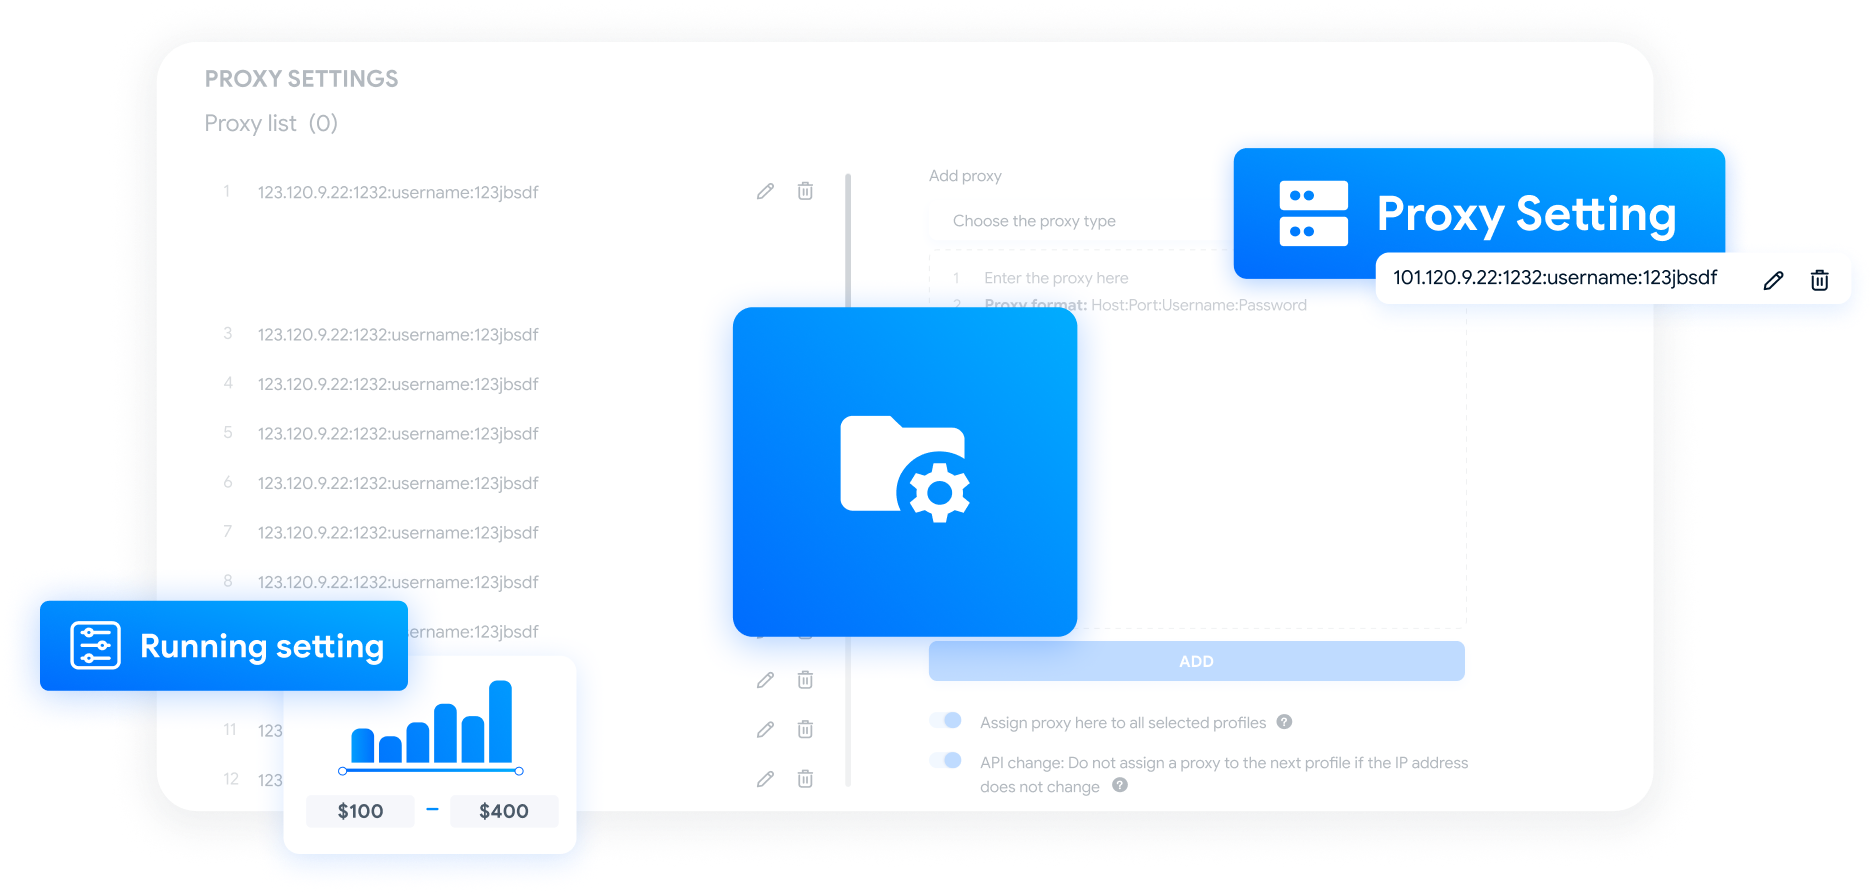 PROXY SETTINGS
Proxy list (0)
1 123.120.9.22:1232:username:123jbsdf
3 123.120.9.22:1232:username:123jbsdf
4 123.120.9.22:1232:username:123jbsdf
5 123.120.9.22:1232:username:123jbsdf
6 123.120.9.22:1232:username:123jbsdf
7 123.120.9.22:1232:username:123jbsdf
8 123.120.9.22:1232:username:123jbsdf
ername:123jbsdf
11 123
12 123
Running setting
$100 – $400
Add proxy
Choose the proxy type
1 Enter the proxy here
2 Proxy format: Host:Port:Username:Password
Proxy Setting
101.120.9.22:1232:username:123jbsdf
ADD
Assign proxy here to all selected profiles ?
API change: Do not assign a proxy to the next profile if the IP address
does not change ?